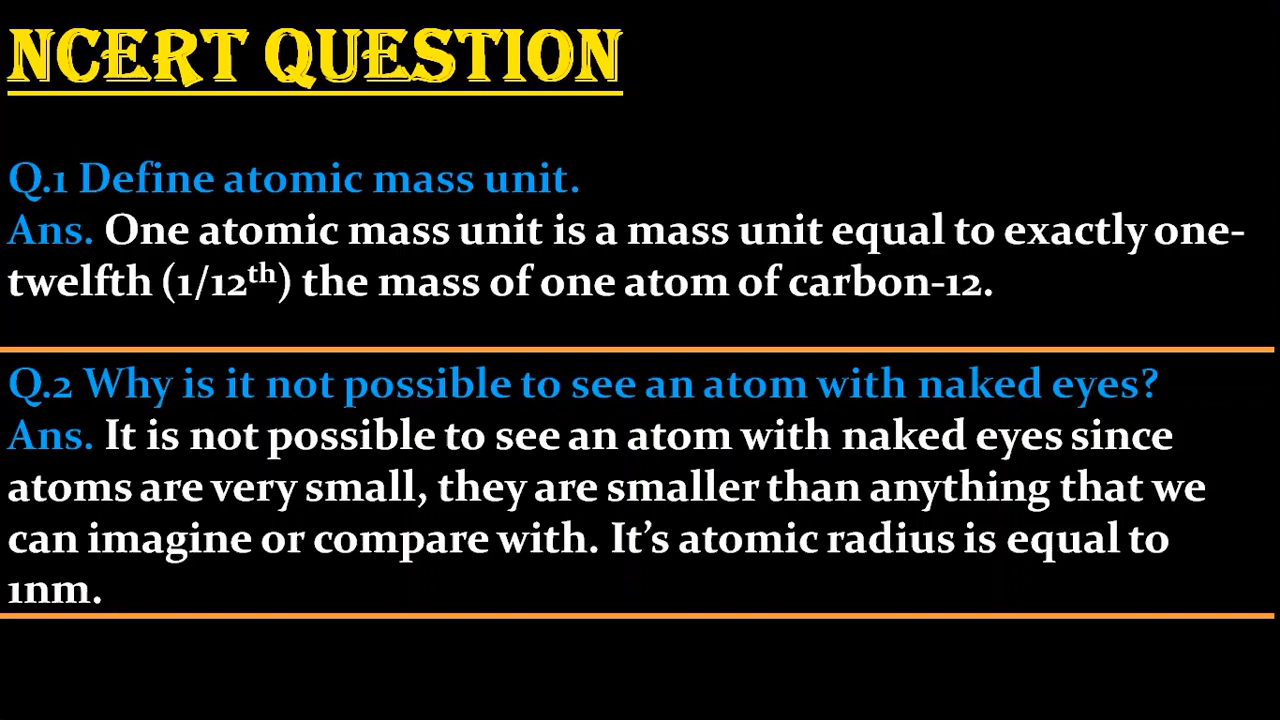 NCERT QUESTION
Q.1 Define atomic mass unit.
Ans. One atomic mass unit is a mass unit equal to exactly one-
twelfth (1/12th) the mass of one atom of carbon-12.
Q.2 Why is it not possible to see an atom with naked eyes?
Ans. It is not possible to see an atom with naked eyes since
atoms are very small, they are smaller than anything that we
can imagine or compare with. It’s atomic radius is equal to
1nm.